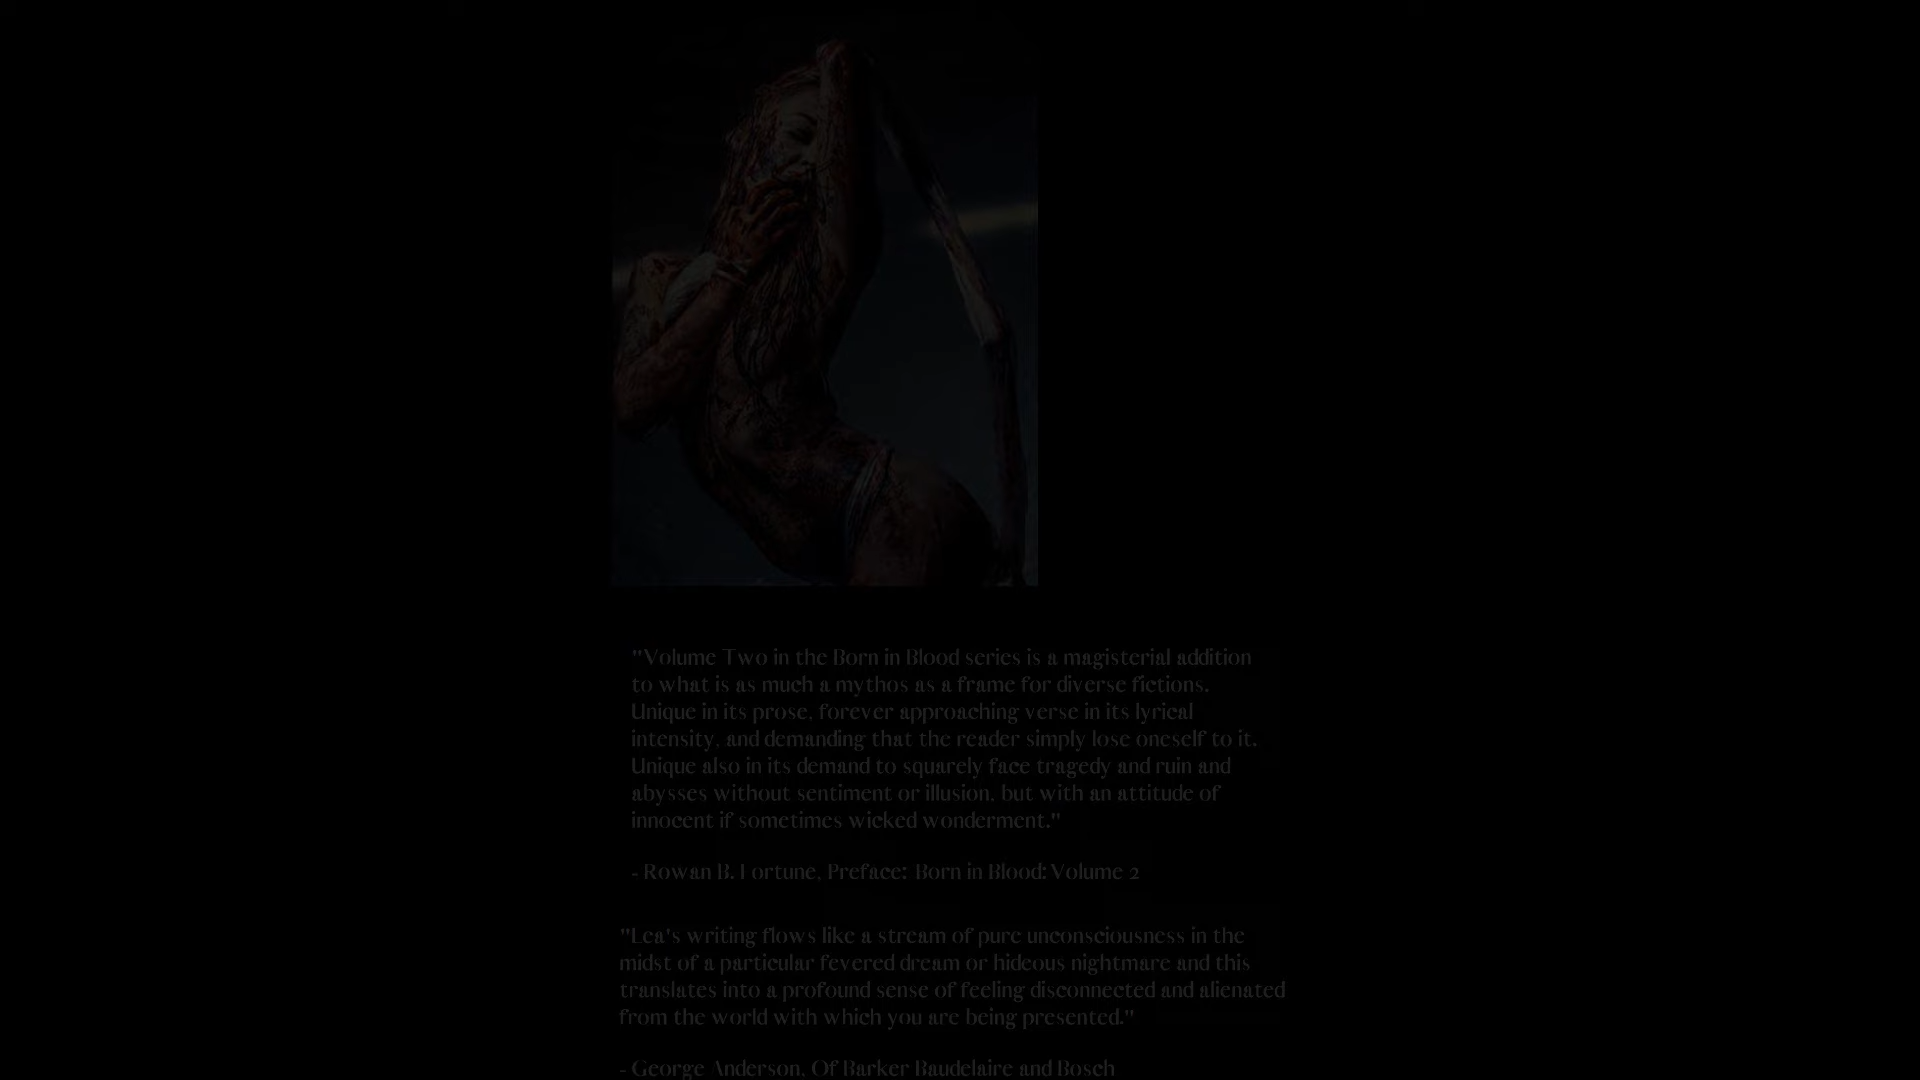 "Volume Two in the Born in Blood series is a magisterial addition
to what is as much a mythos as a frame for diverse fictions.
Unique in its prose, forever approaching verse in its lyrical
intensity, and demanding that the reader simply lose oneself to it.
Unique also in its demand to squarely face tragedy and ruin and
abysses without sentiment or illusion, but with an attitude of
innocent if sometimes wicked wonderment."
- Rowan B. Fortune, Preface: Born in Blood: Volume 2
"Lea's writing flows like a stream of pure unconsciousness in the
midst of a particular fevered dream or hideous nightmare and this
translates into a profound sense of feeling disconnected and alienated
from the world with which you are being presented."
- George Anderson, Of Barker Baudelaire and Bosch